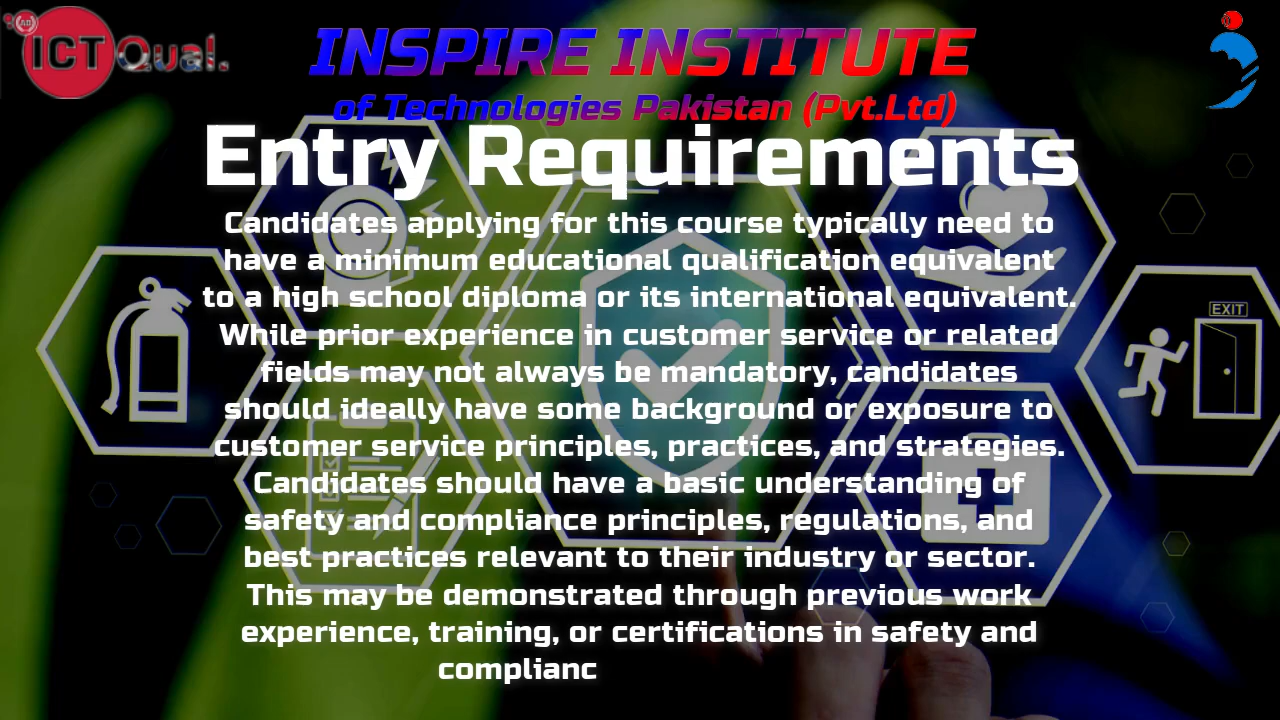 ICTQual.
INSPIRE INSTITUTE
of Technologies Pakistan (Pvt.Ltd)
Entry Requirements
Candidates applying for this course typically need to
have a minimum educational qualification equivalent
to a high school diploma or its international equivalent.
While prior experience in customer service or related
fields may not always be mandatory, candidates
should ideally have some background or exposure to
customer service principles, practices, and strategies.
Candidates should have a basic understanding of
safety and compliance principles, regulations, and
best practices relevant to their industry or sector.
This may be demonstrated through previous work
experience, training, or certifications in safety and
complianc
EXIT